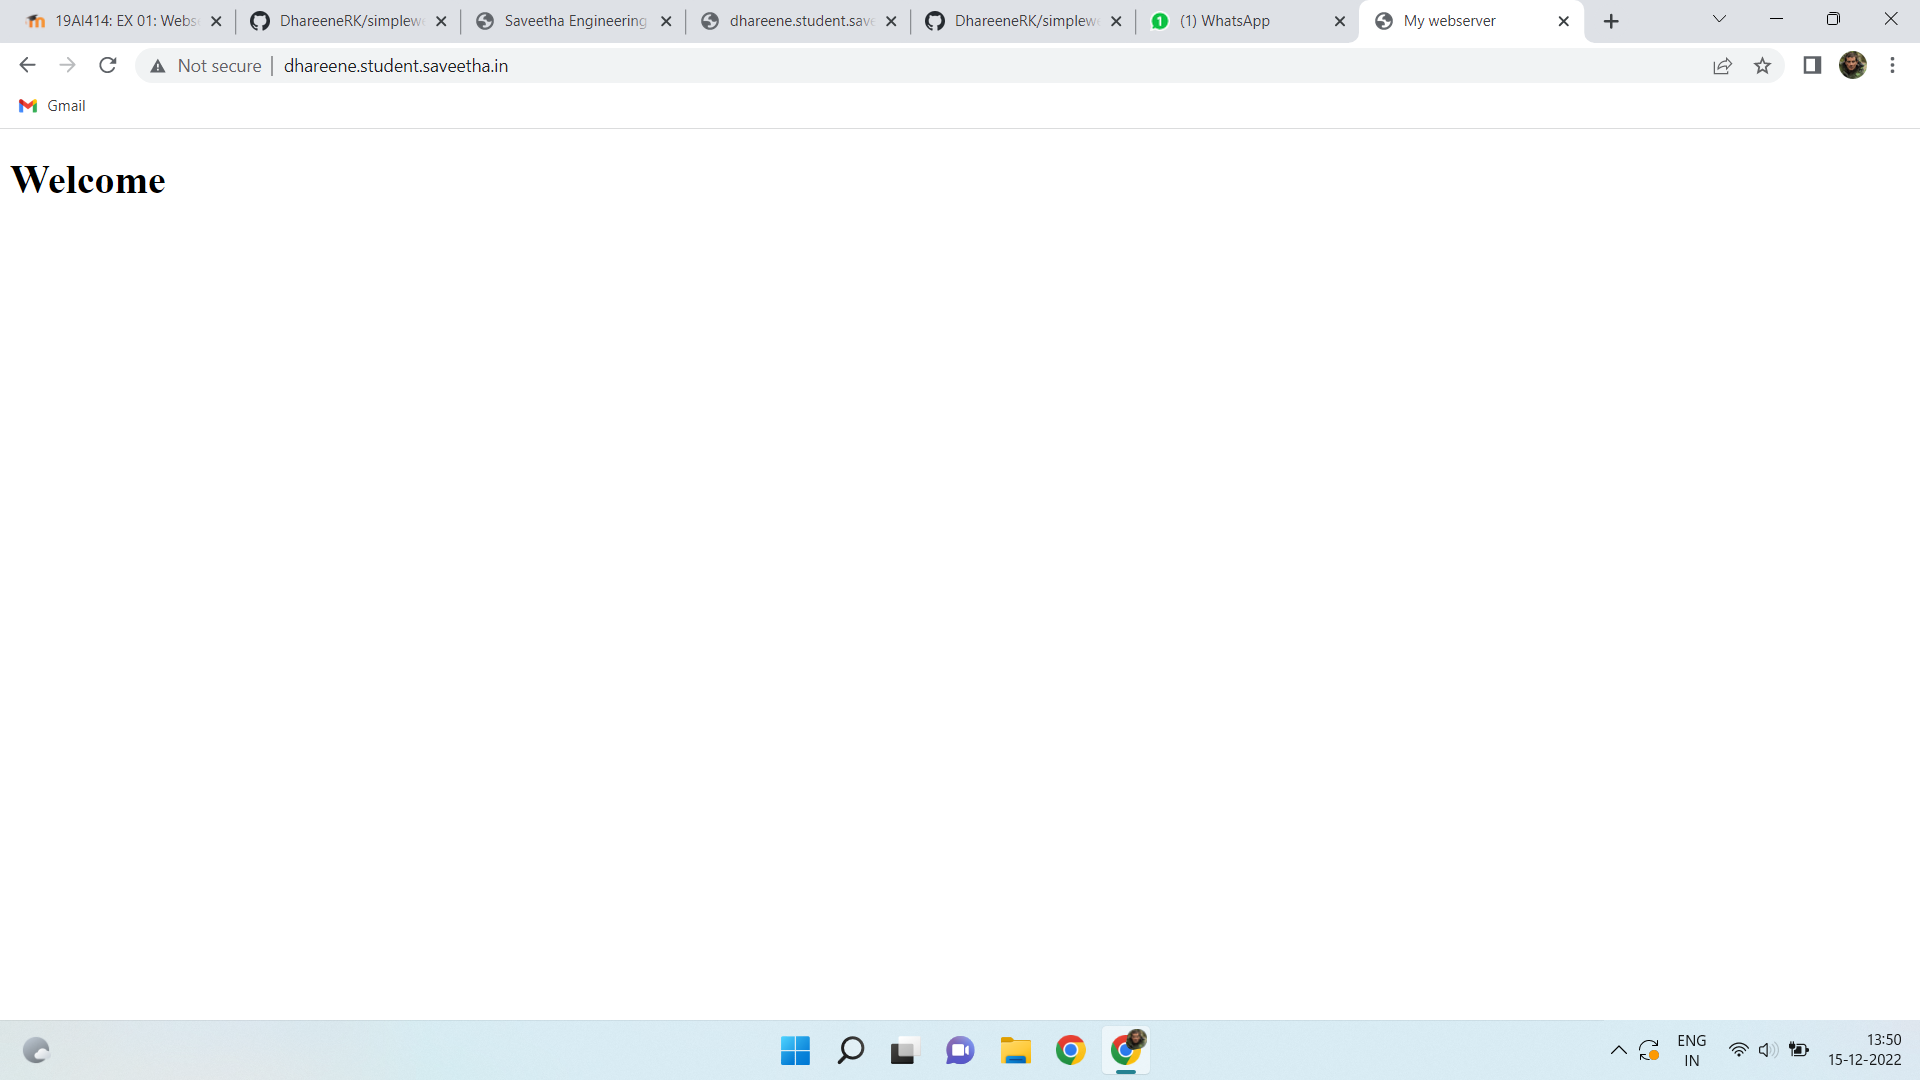 19AI414: EX 01: Webs
DhareeneRK/simplew
Saveetha Engineering
dhareene.student.save
DhareeneRK/simplew
(1) WhatsApp
My webserver
Not secure
dhareene.student.saveetha.in
Gmail
Welcome
ENG
IN
13:50
15-12-2022